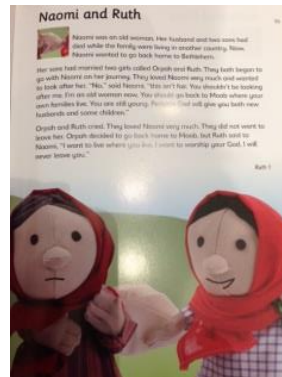 Naomi and Ruth
Naomi was an old woman. Her husband and two sons had
died while the family were living in another country. Now,
Naomi wanted to go back home to Bethlehem.
Her sons had married two girls called Orpah and Ruth. They both began to
go with Naomi on her journey. They loved Naomi very much and wanted
to look after her. "No," said Naomi, "this isn't fair. You shouldn't be looking
after me. I'm an old woman now. You should go back to Moab where your
own families live. You are still young. God will give you both new
husbands and some children."
Orpah and Ruth cried. They loved Naomi very much. They did not want to
leave her. Orpah decided to go back home to Moab, but Ruth said to
Naomi, "I want to live where you live. I want to worship your God. I will
never leave you."
Ruth 1